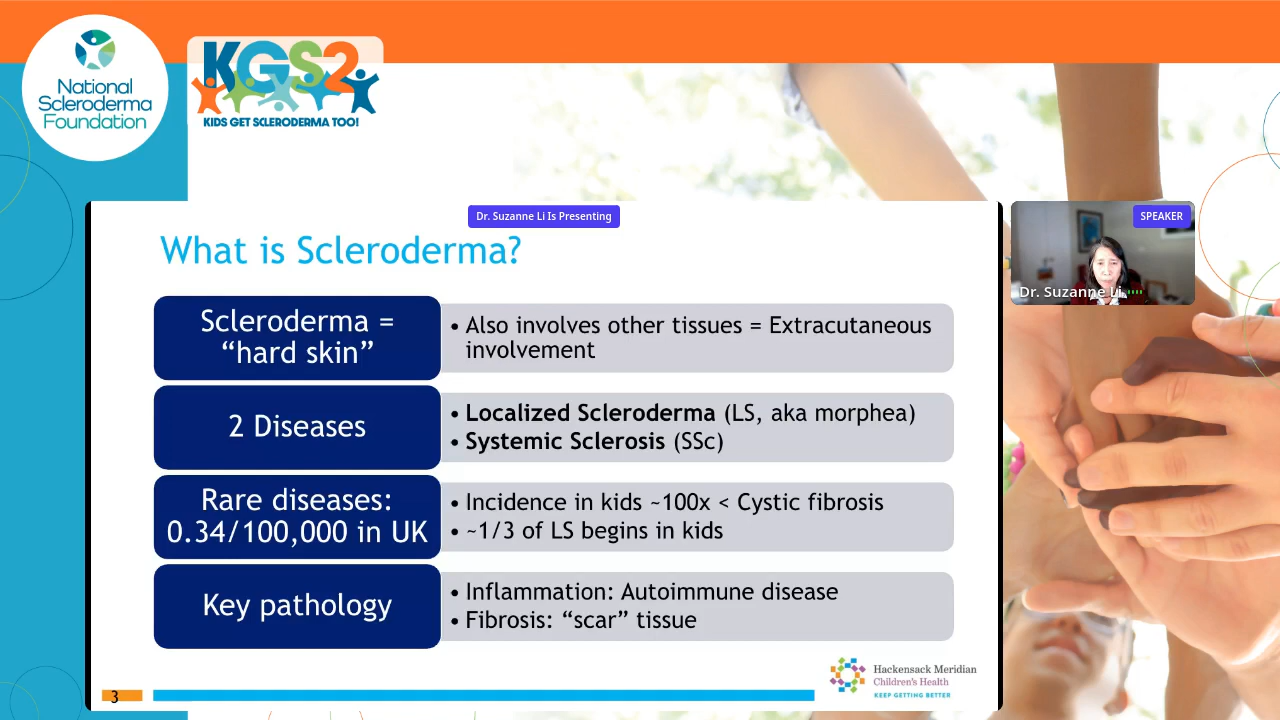 National
Scleroderma
Foundation
KGS2
KIDS GET SCLERODERMA TOO!
Dr. Suzanne Li Is Presenting
SPEAKER
Dr. Suzanne Li
What is Scleroderma?
Scleroderma =
“hard skin”
• Also involves other tissues = Extracutaneous
involvement
2 Diseases
• Localized Scleroderma (LS, aka morphea)
• Systemic Sclerosis (SSc)
Rare diseases:
0.34/100,000 in UK
• Incidence in kids ~100x < Cystic fibrosis
• ~1/3 of LS begins in kids
Key pathology
• Inflammation: Autoimmune disease
• Fibrosis: “scar” tissue
Hackensack Meridian
Children's Health
KEEP GETTING BETTER
3